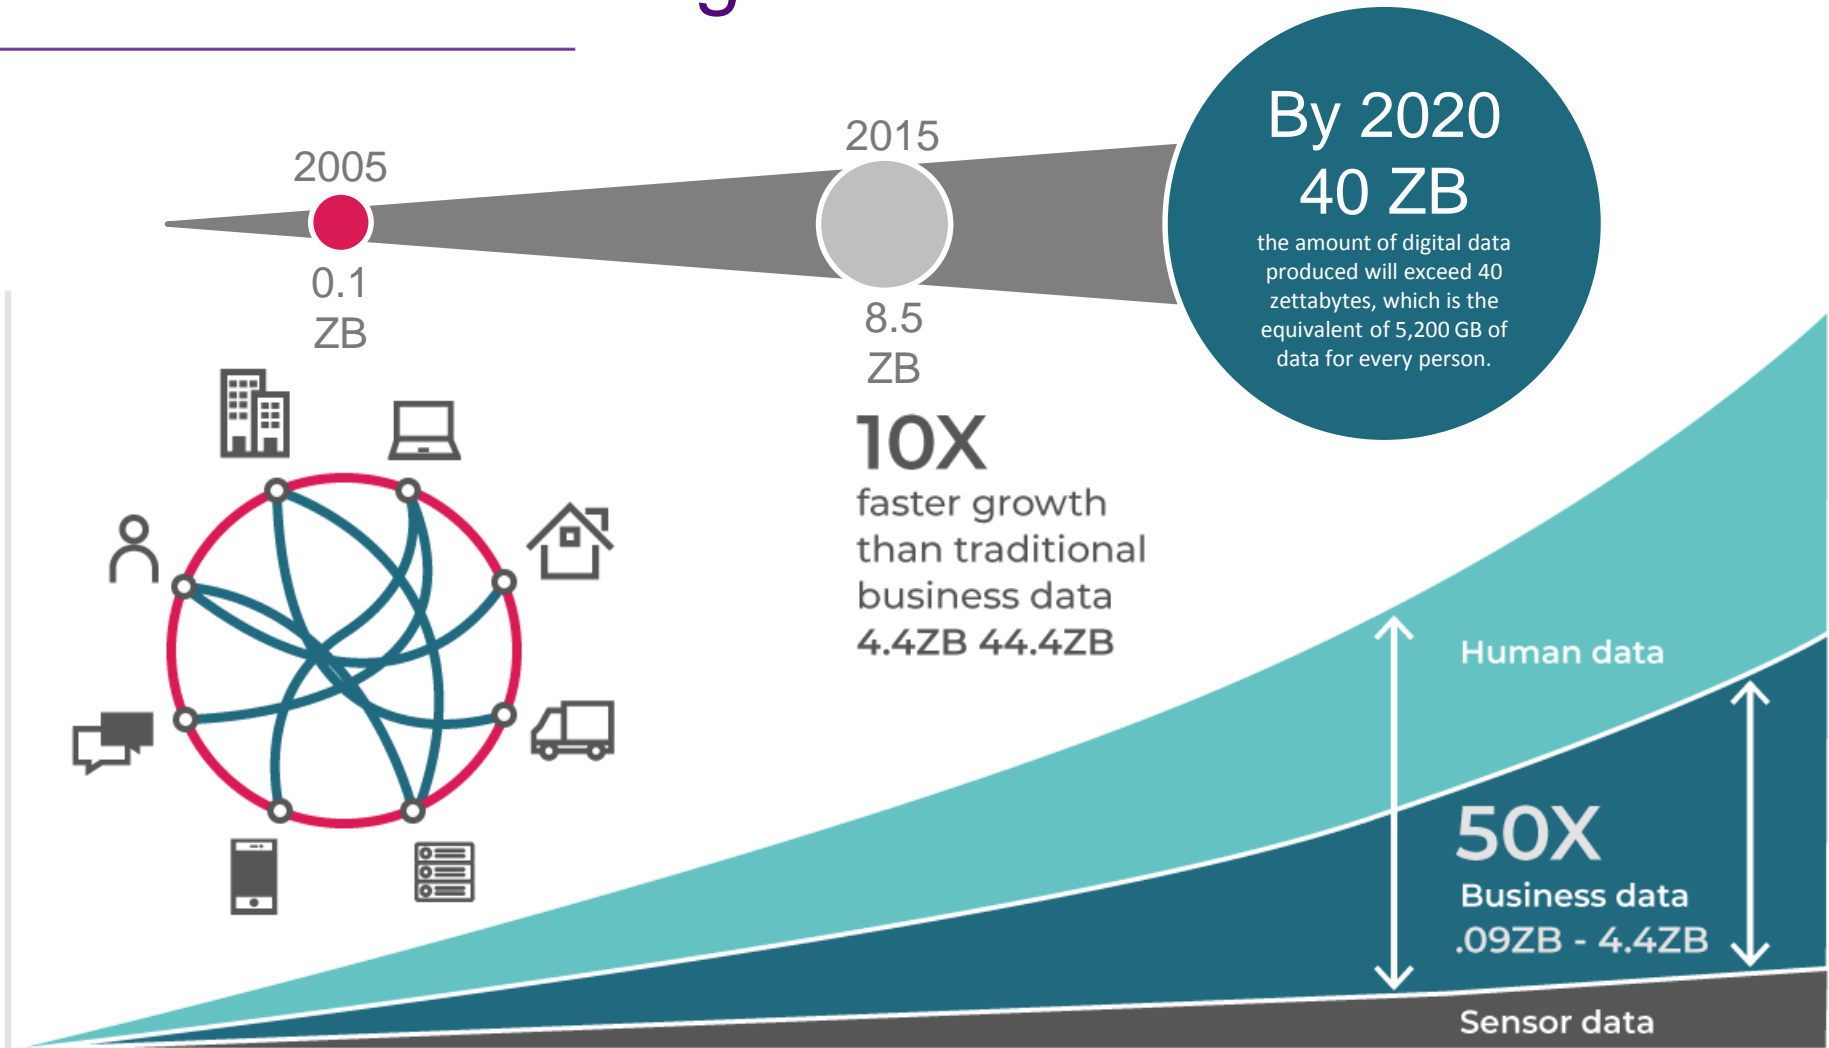 g
2005
0.1
ZB
2015
8.5
ZB
By 2020
40 ZB
the amount of digital data
produced will exceed 40
zettabytes, which is the
equivalent of 5,200 GB of
data for every person.
10X
faster growth
than traditional
business data
4.4ZB 44.4ZB
Human data
50X
Business data
.09ZB - 4.4ZB
Sensor data